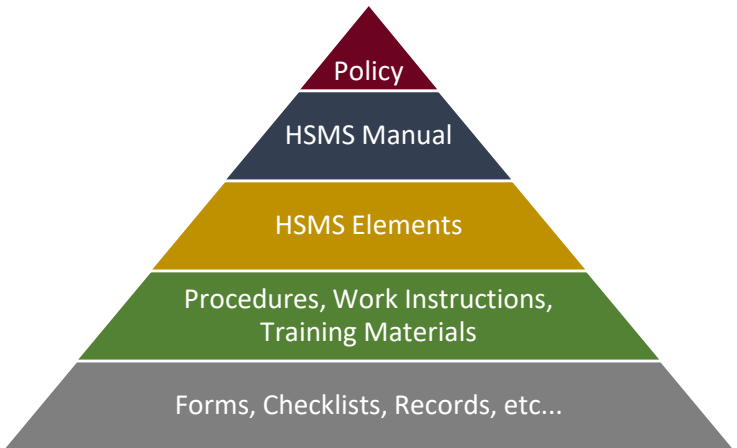 Policy
HSMS Manual
HSMS Elements
Procedures, Work Instructions,
Training Materials
Forms, Checklists, Records, etc...